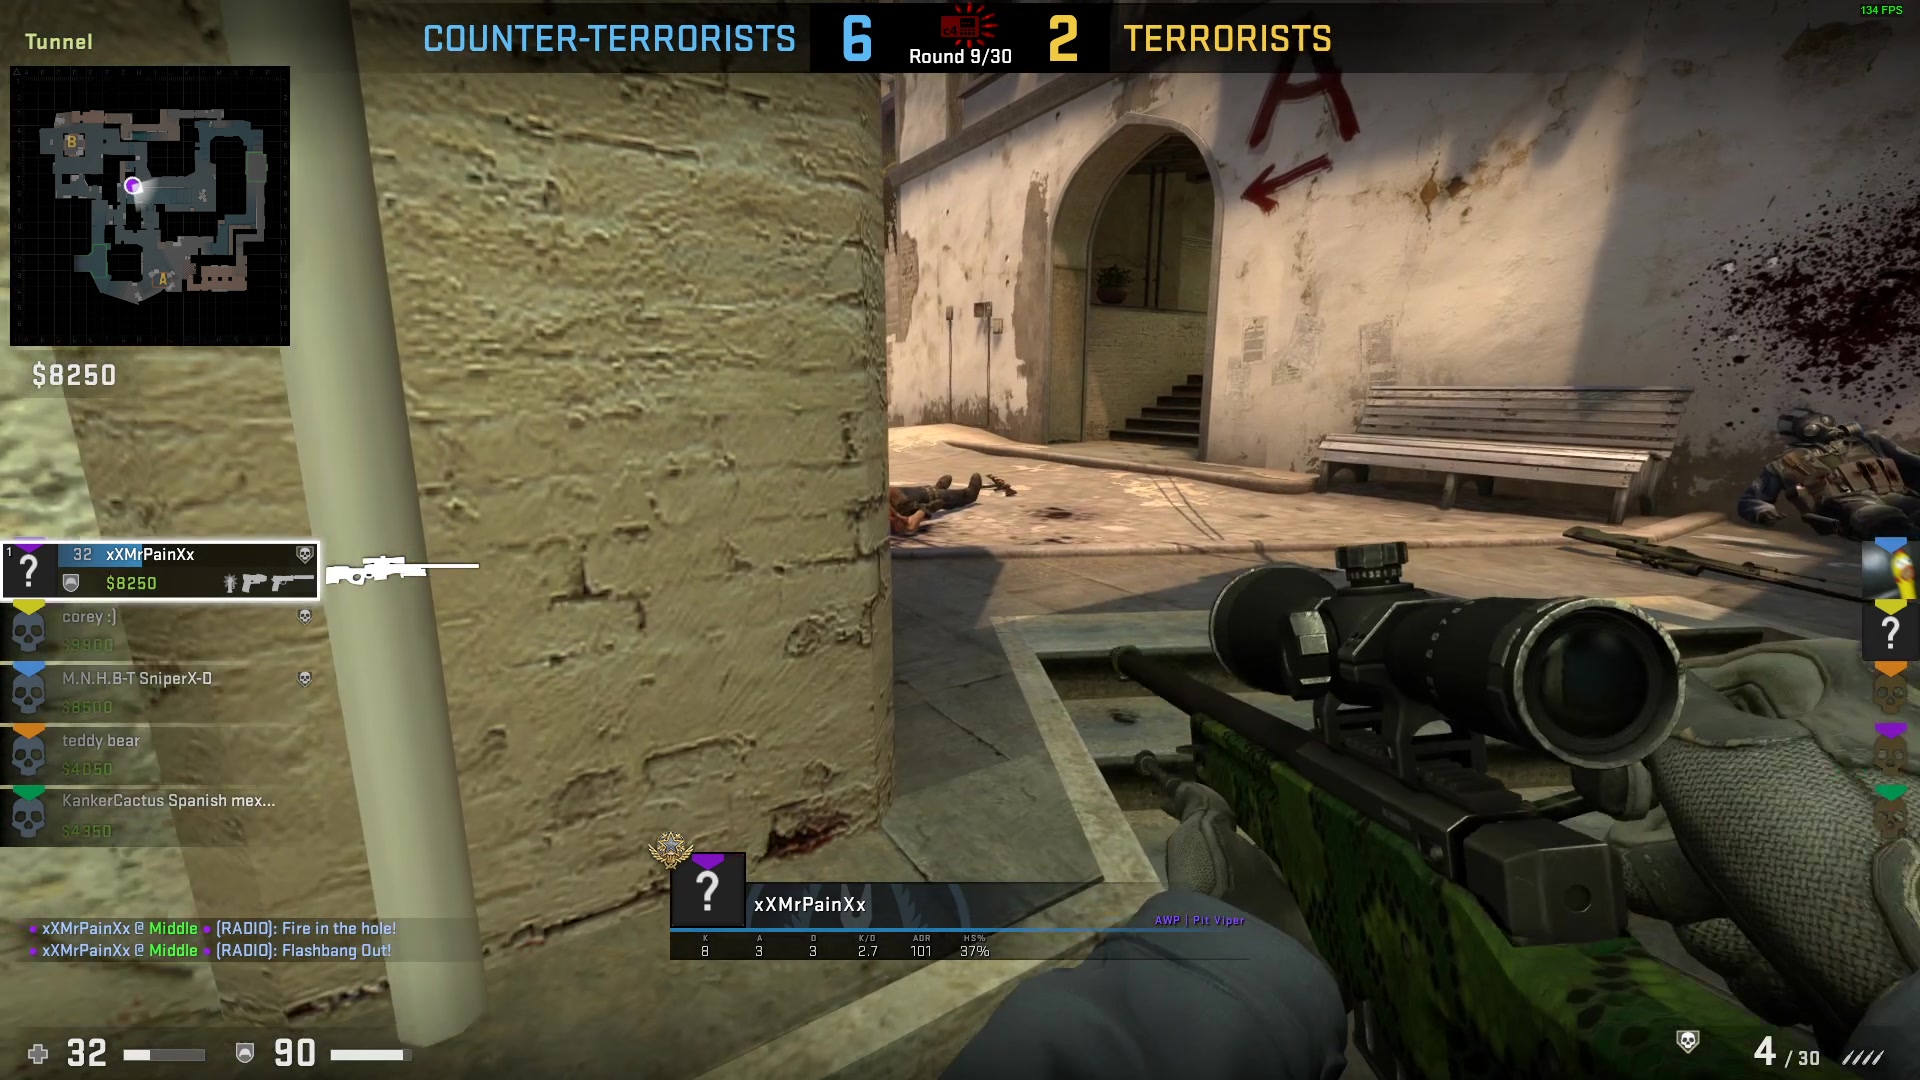 134 FPS
COUNTER-TERRORISTS 6 Round 9/30 2 TERRORISTS
Tunnel
B
A
A
$8250
1 ? 32 xXMrPainXx
$8250
corey :)
$9900
M.N.H.B-T SniperX-D
$8500
teddy bear
$4050
KankerCactus Spanish mex...
$4350
?
? xXMrPainXx
AWP | Pit Viper
K A D K/D ADR HS%
8 3 3 2.7 101 37%
xXMrPainXx @ Middle (RADIO): Fire in the hole!
xXMrPainXx @ Middle (RADIO): Flashbang Out!
32 90
4 / 30